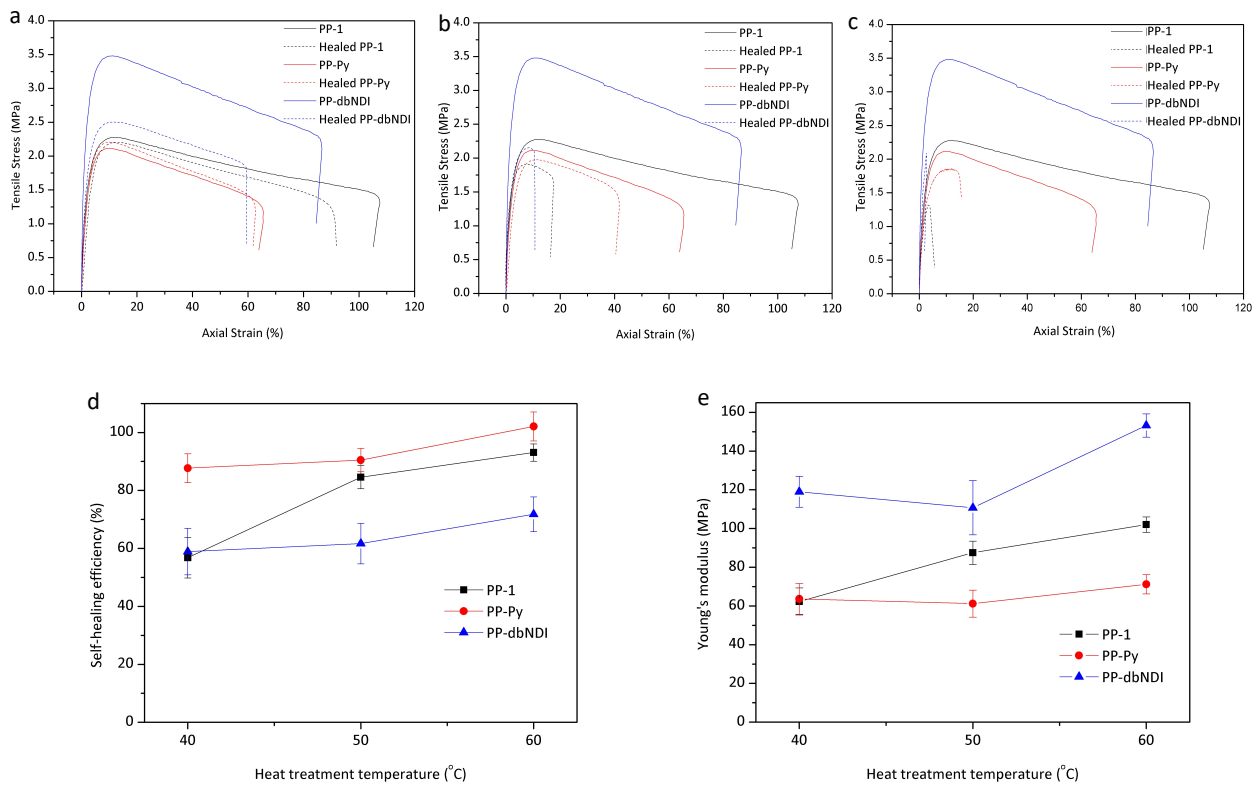 a
4.0
3.5
3.0
2.5
2.0
1.5
1.0
0.5
0.0
Tensile Stress (MPa)
0 20 40 60 80 100 120
Axial Strain (%)
PP-1
Healed PP-1
PP-Py
Healed PP-Py
PP-dbNDI
Healed PP-dbNDI
b
4.0
3.5
3.0
2.5
2.0
1.5
1.0
0.5
0.0
Tensile Stress (MPa)
0 20 40 60 80 100 120
Axial Strain (%)
PP-1
Healed PP-1
PP-Py
Healed PP-Py
PP-dbNDI
Healed PP-dbNDI
c
4.0
3.5
3.0
2.5
2.0
1.5
1.0
0.5
0.0
Tensile Stress (MPa)
0 20 40 60 80 100 120
Axial Strain (%)
PP-1
Healed PP-1
PP-Py
Healed PP-Py
PP-dbNDI
Healed PP-dbNDI
d
100
80
60
40
20
0
Self-healing efficiency (%)
40 50 60
Heat treatment temperature (°C)
PP-1
PP-Py
PP-dbNDI
e
160
140
120
100
80
60
40
20
0
Young's modulus (MPa)
40 50 60
Heat treatment temperature (°C)
PP-1
PP-Py
PP-dbNDI